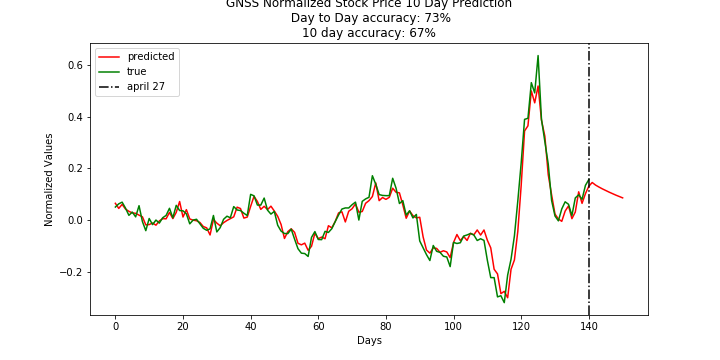 GNSS Normalized Stock Price 10 Day Prediction
Day to Day accuracy: 73%
10 day accuracy: 67%
predicted
true
april 27
Normalized Values
0.6
0.4
0.2
0.0
−0.2
0 20 40 60 80 100 120 140
Days